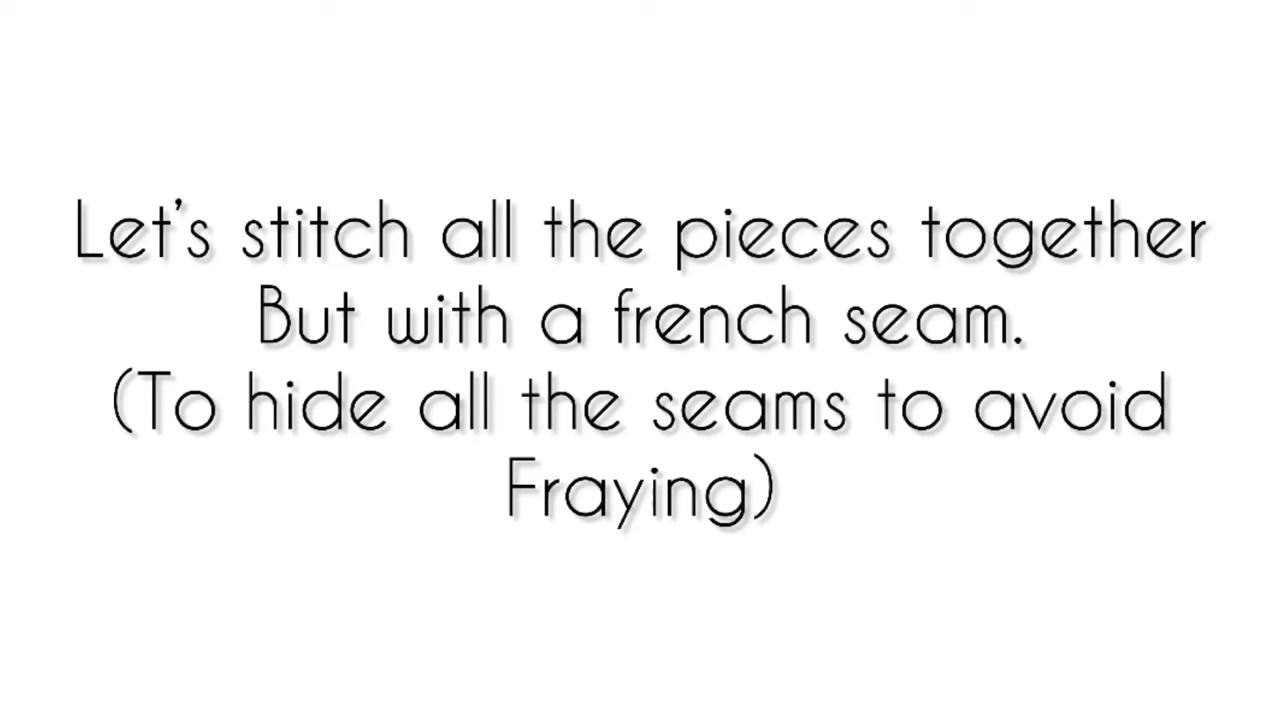 Let's stitch all the pieces together
But with a french seam.
(To hide all the seams to avoid
Fraying)